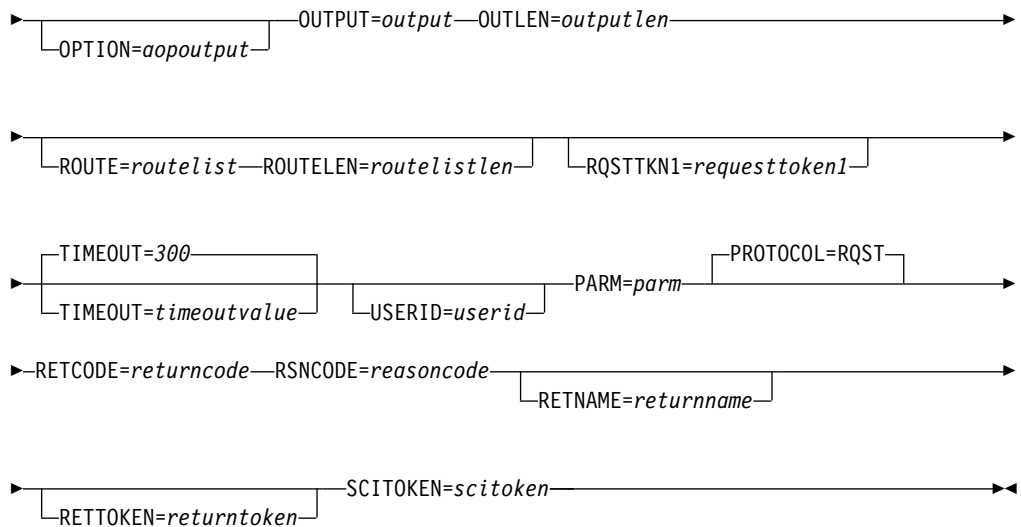 OUTPUT=output OUTLEN=outputlen
OPTION=aopoutput
ROUTE=routelist ROUTELEN=routelistlen RQSTTKN1=requesttoken1
TIMEOUT=300 PROTOCOL=RQST
PARM=parm
TIMEOUT=timeoutvalue USERID=userid
RETCODE=returncode RSNCODE=reasoncode
RETNAME=returnname
SCITOKEN=scitoken
RETTOKEN=returntoken